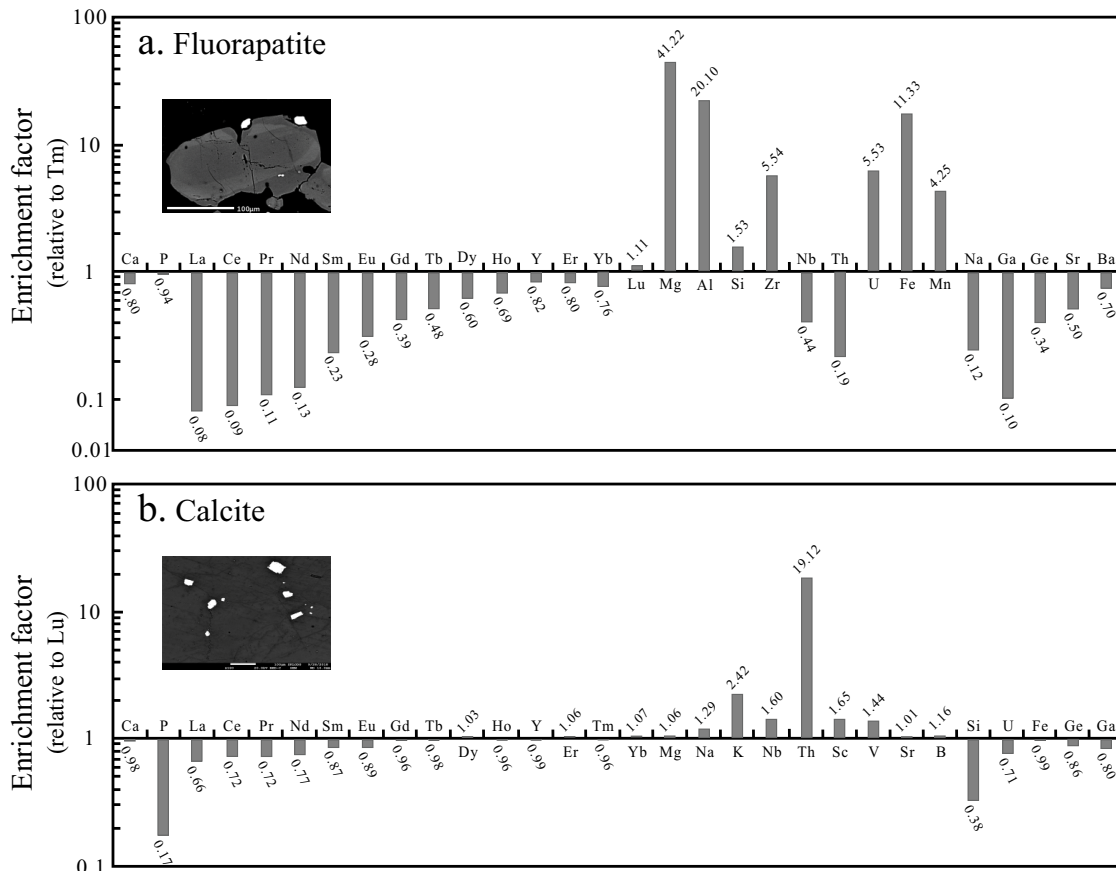 a. Fluorapatite
Enrichment factor
(relative to Tm)
100
10
1
0.1
0.01
100μm
41.22
20.10
11.33
5.54
5.53
4.25
1.53
1.11
Ca P La Ce Pr Nd Sm Eu Gd Tb Dy Ho Y Er Yb Nb Th Na Ga Ge Sr Ba
Lu Mg Al Si Zr U Fe Mn
0.80 0.94 0.08 0.09 0.11 0.13 0.23 0.28 0.39 0.48 0.60 0.69 0.82 0.80 0.76 0.44 0.19 0.12 0.10 0.34 0.50 0.70
b. Calcite
Enrichment factor
(relative to Lu)
100
10
1
0.1
19.12
1.03 1.06 1.07 1.06 1.29 2.42 1.60 1.65 1.44 1.01 1.16
Ca P La Ce Pr Nd Sm Eu Gd Tb Ho Y Tm Si U Fe Ge Ga
Dy Er Yb Mg Na K Nb Th Sc V Sr B
0.98 0.17 0.66 0.72 0.72 0.77 0.87 0.89 0.96 0.98 0.96 0.99 0.96 0.38 0.71 0.99 0.86 0.80